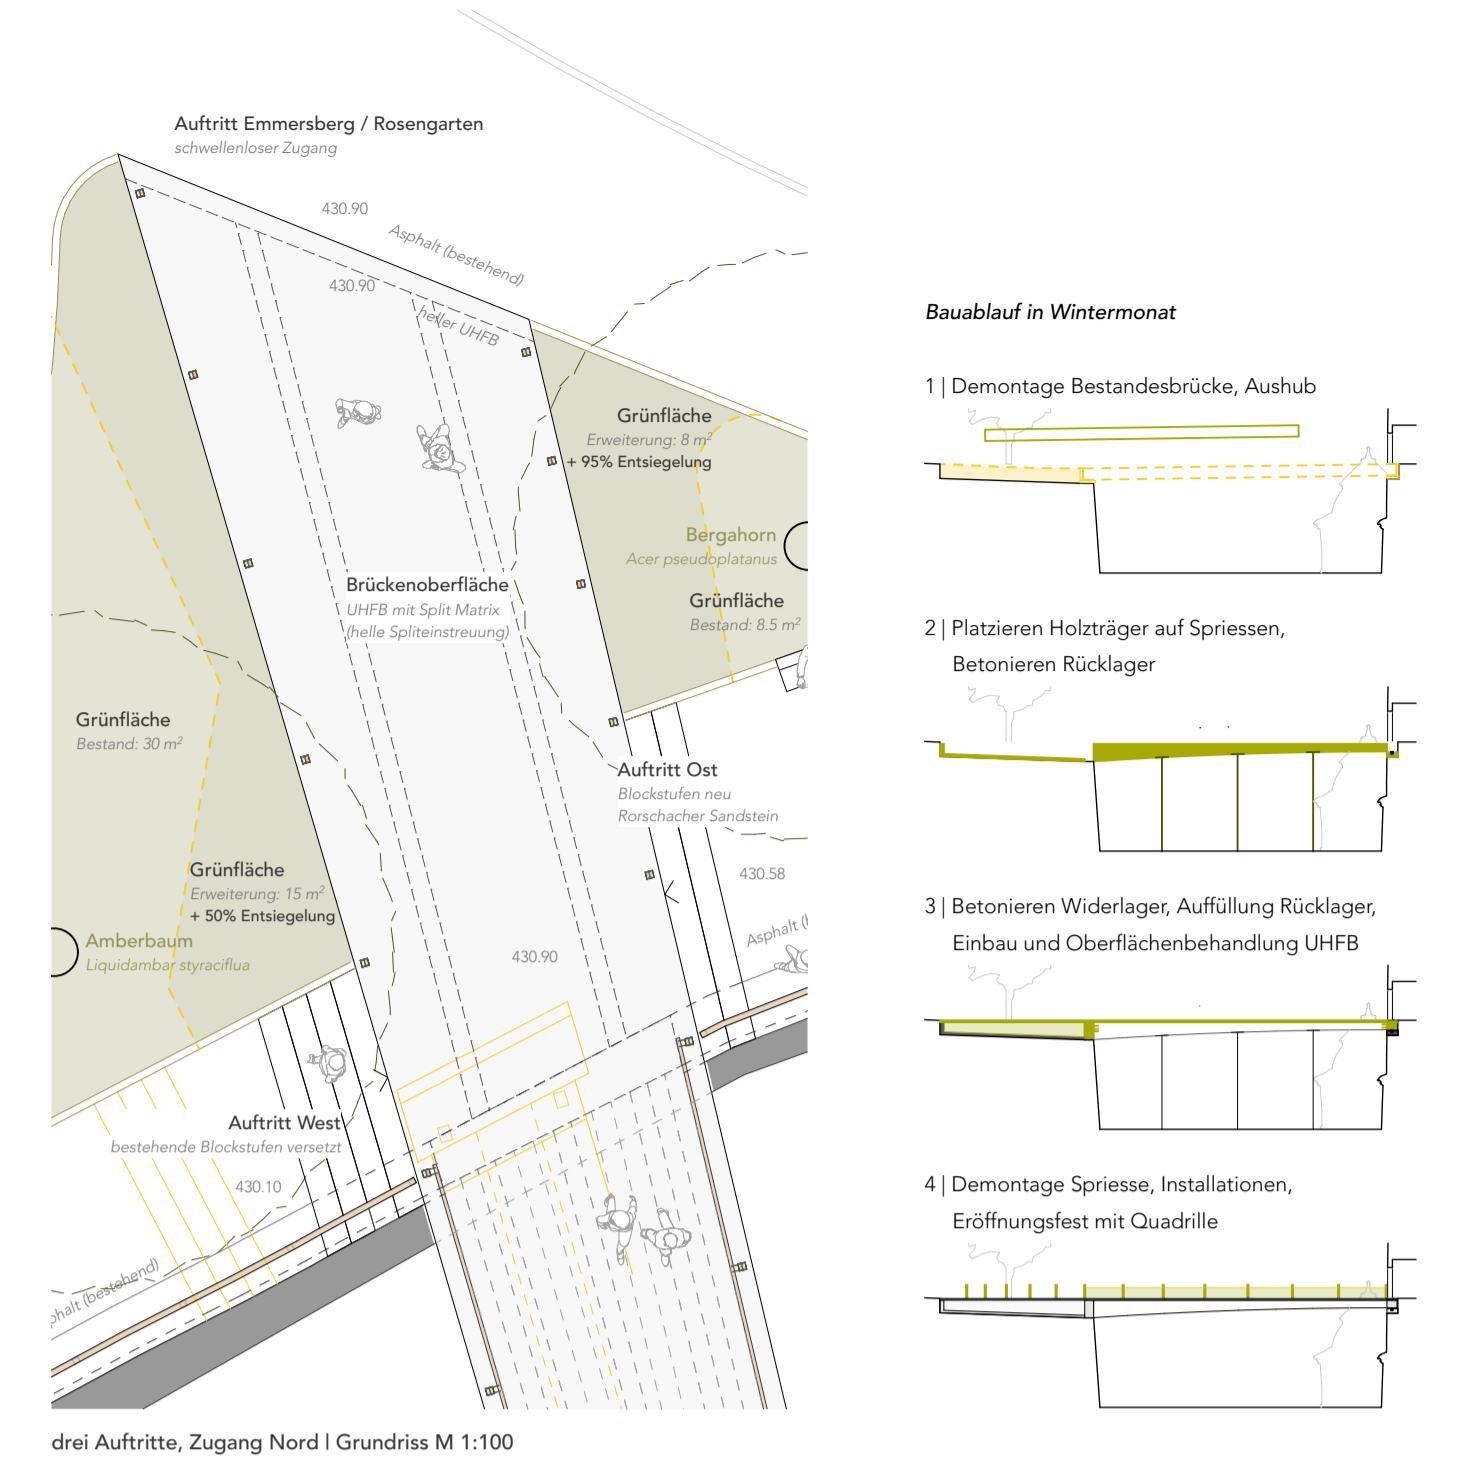 Auftritt Emmersberg / Rosengarten
schwellenloser Zugang
430.90
Asphalt (bestehend)
430.90
heller UHFB
Grünfläche
Erweiterung: 8 m²
+ 95% Entsiegelung
Bergahorn
Acer pseudoplatanus
Brückenoberfläche
UHFB mit Split Matrix
(helle Spliteinstreuung)
Grünfläche
Bestand: 8.5 m²
Grünfläche
Bestand: 30 m²
Auftritt Ost
Blockstufen neu
Rorschacher Sandstein
430.58
Grünfläche
Erweiterung: 15 m²
+ 50% Entsiegelung
Amberbaum
Liquidambar styraciflua
Asphalt (b
430.90
Auftritt West
bestehende Blockstufen versetzt
430.10
phalt (bestehend)
drei Auftritte, Zugang Nord | Grundriss M 1:100
Bauablauf in Wintermonat
1 | Demontage Bestandesbrücke, Aushub
2 | Platzieren Holzträger auf Spriessen,
Betonieren Rücklager
3 | Betonieren Widerlager, Auffüllung Rücklager,
Einbau und Oberflächenbehandlung UHFB
4 | Demontage Spriesse, Installationen,
Eröffnungsfest mit Quadrille